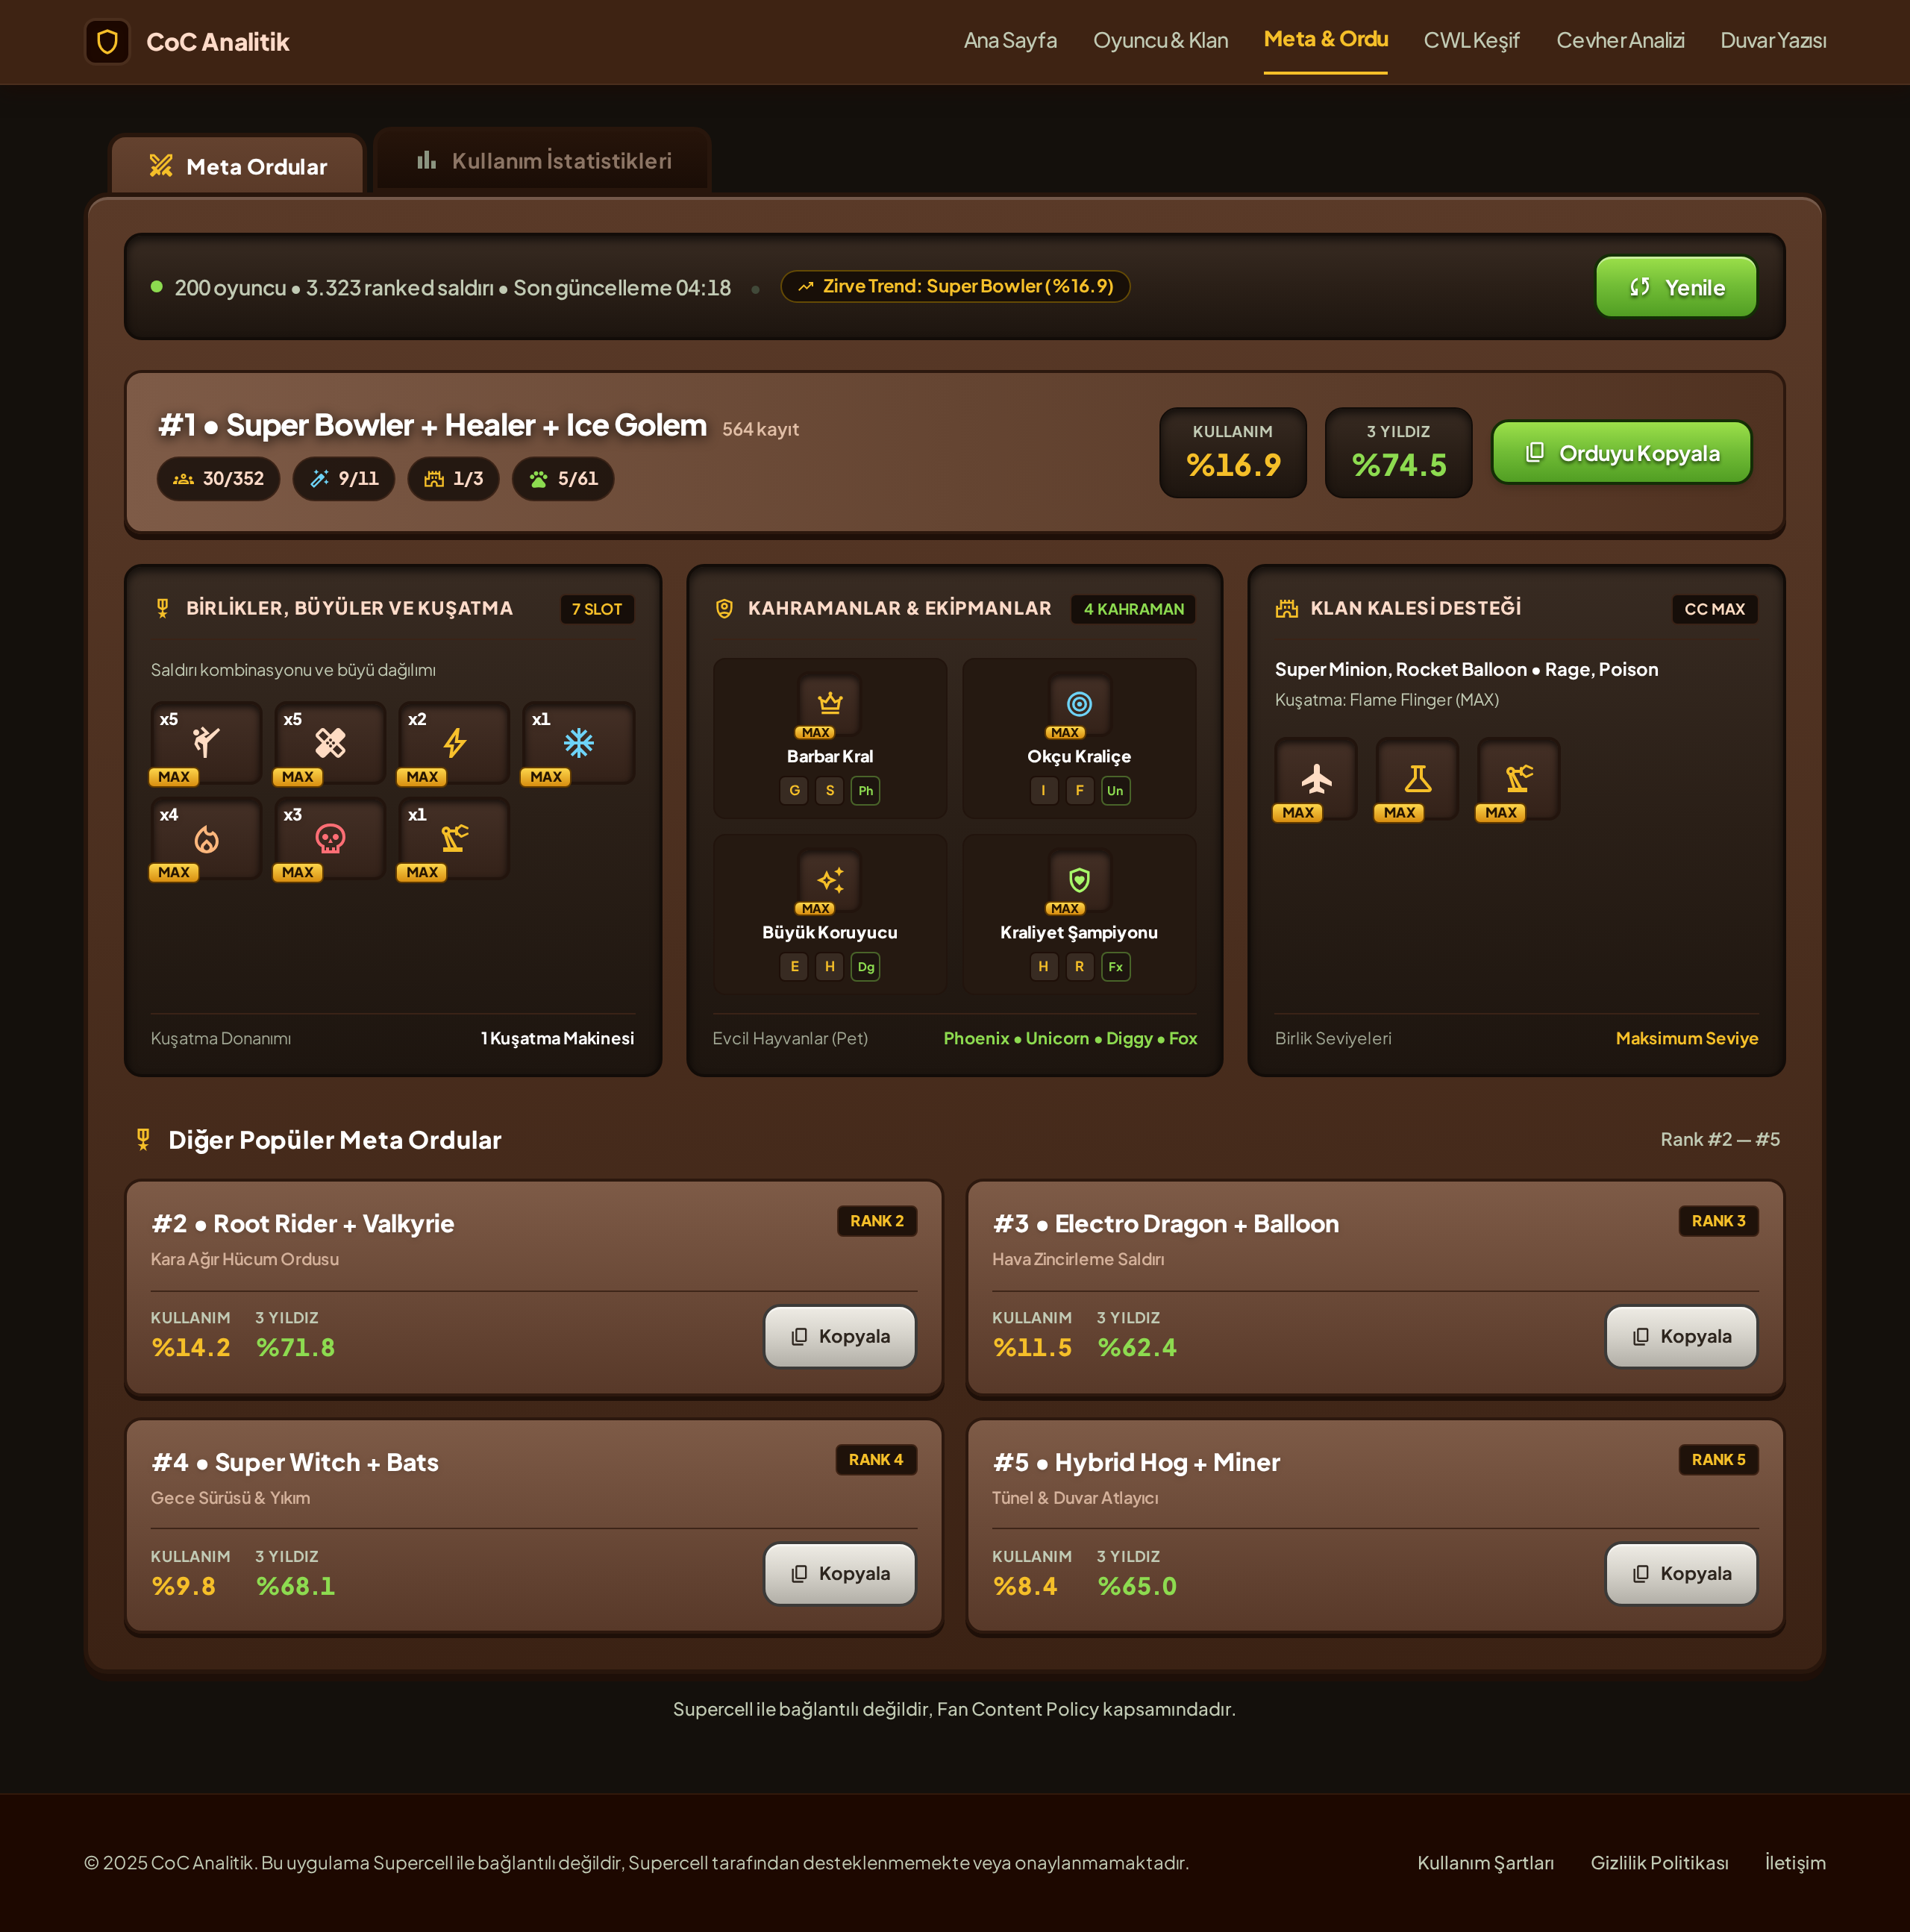 CoC Analitik
Ana Sayfa Oyuncu & Klan Meta & Ordu CWL Keşif Cevher Analizi Duvar Yazısı
Meta Ordular Kullanım İstatistikleri
200 oyuncu • 3.323 ranked saldırı • Son güncelleme 04:18 • Zirve Trend: Super Bowler (%16.9) Yenile
#1 • Super Bowler + Healer + Ice Golem 564 kayıt
30/352 9/11 1/3 5/61
KULLANIM
%16.9
3 YILDIZ
%74.5
Orduyu Kopyala
BİRLİKLER, BÜYÜLER VE KUŞATMA 7 SLOT
Saldırı kombinasyonu ve büyü dağılımı
x5 x5 x2 x1
MAX MAX MAX MAX
x4 x3 x1
MAX MAX MAX
Kuşatma Donanımı 1 Kuşatma Makinesi
KAHRAMANLAR & EKİPMANLAR 4 KAHRAMAN
MAX
Barbar Kral
G S Ph
MAX
Okçu Kraliçe
I F Un
MAX
Büyük Koruyucu
E H Dg
MAX
Kraliyet Şampiyonu
H R Fx
Evcil Hayvanlar (Pet) Phoenix • Unicorn • Diggy • Fox
KLAN KALESİ DESTEĞİ CC MAX
Super Minion, Rocket Balloon • Rage, Poison
Kuşatma: Flame Flinger (MAX)
MAX MAX MAX
Birlik Seviyeleri Maksimum Seviye
Diğer Popüler Meta Ordular Rank #2 — #5
#2 • Root Rider + Valkyrie RANK 2
Kara Ağır Hücum Ordusu
KULLANIM 3 YILDIZ
%14.2 %71.8
Kopyala
#3 • Electro Dragon + Balloon RANK 3
Hava Zincirleme Saldırı
KULLANIM 3 YILDIZ
%11.5 %62.4
Kopyala
#4 • Super Witch + Bats RANK 4
Gece Sürüsü & Yıkım
KULLANIM 3 YILDIZ
%9.8 %68.1
Kopyala
#5 • Hybrid Hog + Miner RANK 5
Tünel & Duvar Atlayıcı
KULLANIM 3 YILDIZ
%8.4 %65.0
Kopyala
Supercell ile bağlantılı değildir, Fan Content Policy kapsamındadır.
© 2025 CoC Analitik. Bu uygulama Supercell ile bağlantılı değildir, Supercell tarafından desteklenmemekte veya onaylanmamaktadır. Kullanım Şartları Gizlilik Politikası İletişim